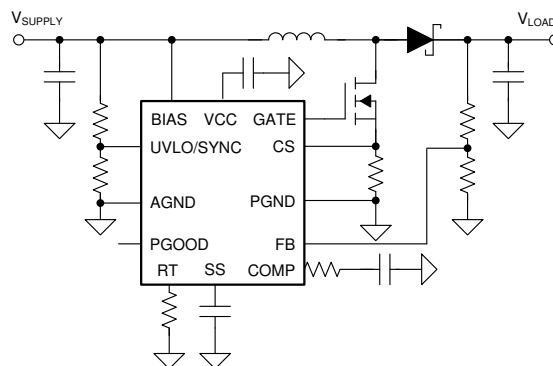 VSUPPLY
VLOAD
BIAS VCC GATE
UVLO/SYNC CS
AGND PGND
PGOOD FB
RT SS COMP